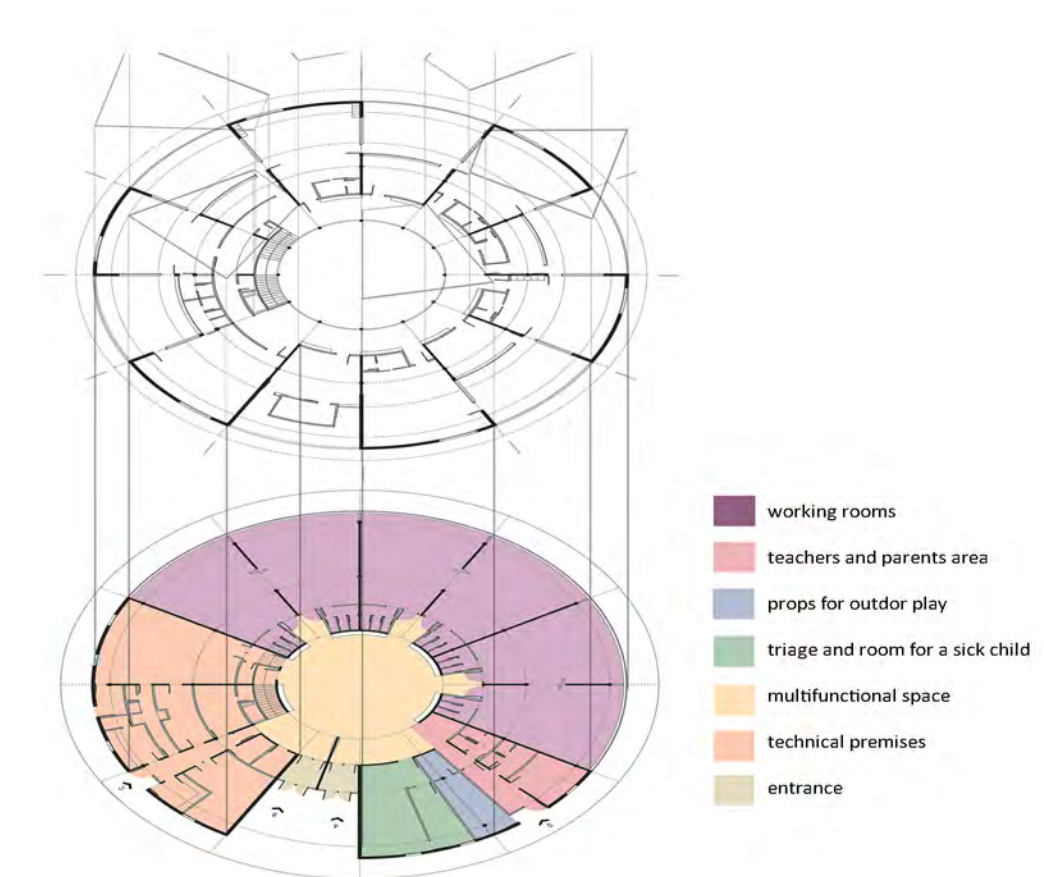 working rooms
teachers and parents area
props for outdor play
triage and room for a sick child
multifunctional space
technical premises
entrance